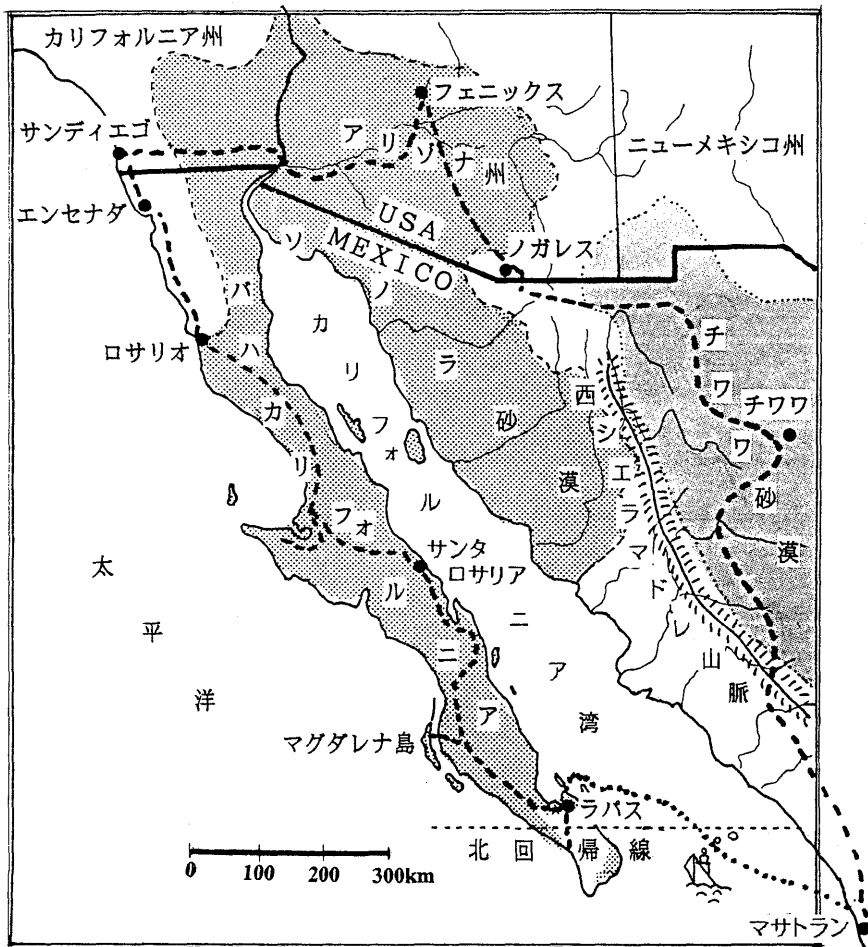 カリフォルニア州
フェニックス
サンディエゴ
アリゾナ州
ニューメキシコ州
エンセナダ
USA
MEXICO
ノガレス
ロサリオ
バハカリフォルニア
カリフォルニア湾
ソノラ砂漠
西シエラマドレ山脈
チワワ砂漠
チワワ
サンタ
ロサリア
太平洋
マグダレナ島
ラパス
北回帰線
0 100 200 300km
マサトラン